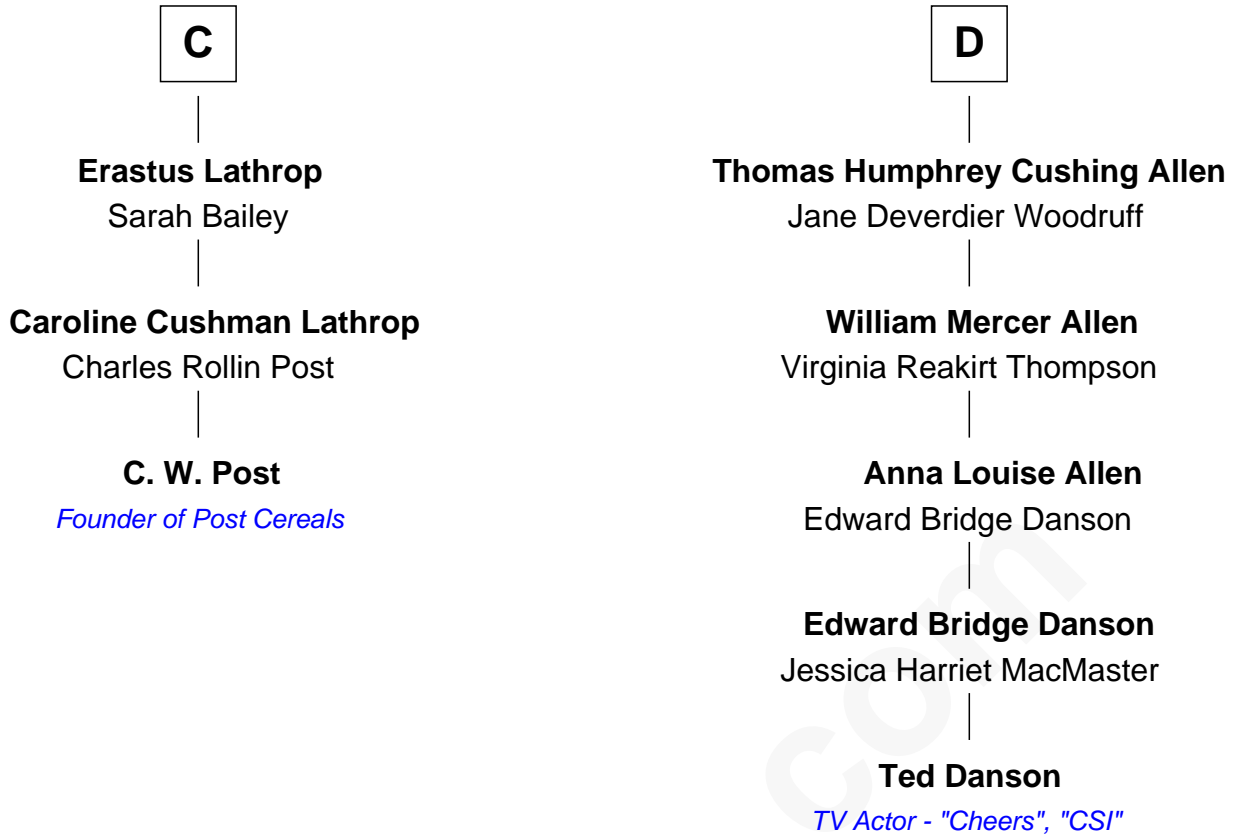 C
Erastus Lathrop
Sarah Bailey
Caroline Cushman Lathrop
Charles Rollin Post
C. W. Post
Founder of Post Cereals
D
Thomas Humphrey Cushing Allen
Jane Deverdier Woodruff
William Mercer Allen
Virginia Reakirt Thompson
Anna Louise Allen
Edward Bridge Danson
Edward Bridge Danson
Jessica Harriet MacMaster
Ted Danson
TV Actor - "Cheers", "CSI"
com